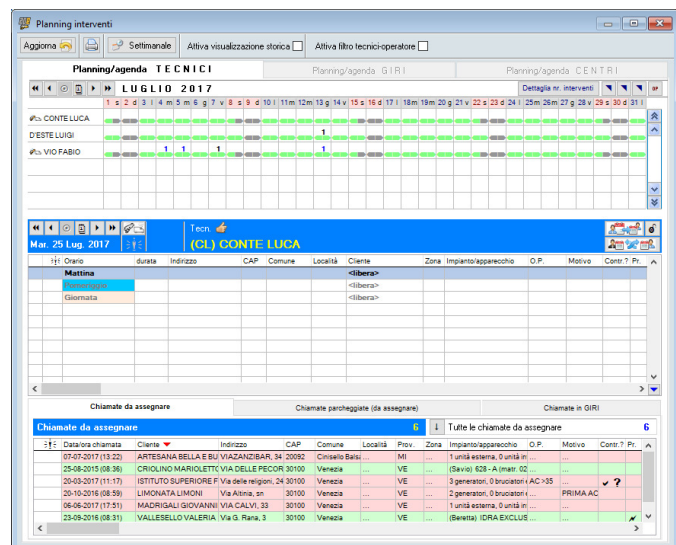 Planning interventi
Aggiorna Settimanale Attiva visualizzazione storica Attiva filtro tecnici-operatore
Planning/agenda TECNICI Planning/agenda GIRI Planning/agenda CENTRI
LUGLIO 2017 Dettaglia nr. interventi
1 s 2 d 3 l 4 m 5 m 6 g 7 v 8 s 9 d 10 l 11 m 12 m 13 g 14 v 15 s 16 d 17 l 18 m 19 m 20 g 21 v 22 s 23 d 24 l 25 m 26 m 27 g 28 v 29 s 30 d 31 l
CONTE LUCA
D'ESTE LUIGI 1
VIO FABIO 1 1 1 1
Tecn.
Mar. 25 Lug. 2017 (CL) CONTE LUCA
Orario durata Indirizzo CAP Comune Località Cliente Zona Impianto/apparecchio O.P. Motivo Contr.? Pr.
Mattina <libera>
Pomeriggio <libera>
Giornata <libera>
Chiamate da assegnare Chiamate parcheggiate (da assegnare) Chiamate in GIRI
Chiamate da assegnare 6 Tutte le chiamate da assegnare 6
Data/ora chiamata Cliente Indirizzo CAP Comune Località Prov. Zona Impianto/apparecchio O.P. Motivo Contr.? Pr.
07-07-2017 (13:22) ARTESANA BELLA E BU VIA ZANZIBAR, 34 20092 Cinisello Balsa ... MI ... 1 unità esterna, 0 unità in ... ...
25-08-2015 (08:36) CRIOLINO MARIOLETTO VIA DELLE PECOR 30100 Venezia ... VE ... (Savio) 628 - A (matr. 02 ... ...
20-03-2017 (11:17) ISTITUTO SUPERIORE F Via delle religioni, 24 30100 Venezia ... VE ... 3 generatori, 0 bruciatori e AC >35 ... ?
20-10-2016 (08:59) LIMONATA LIMONI Via Altinia, sn 30100 Venezia ... VE ... 2 generatori, 0 bruciatori e ... PRIMA AC
06-06-2017 (17:51) MADRIGALI GIOVANNI VIA CALVI, 33 30100 Venezia ... VE ... 1 unità esterna, 0 unità in ... ...
23-09-2016 (08:31) VALLESELLO VALERIA Via G. Rana, 3 30100 Venezia ... VE ... (Beretta) IDRA EXCLUS ... ...